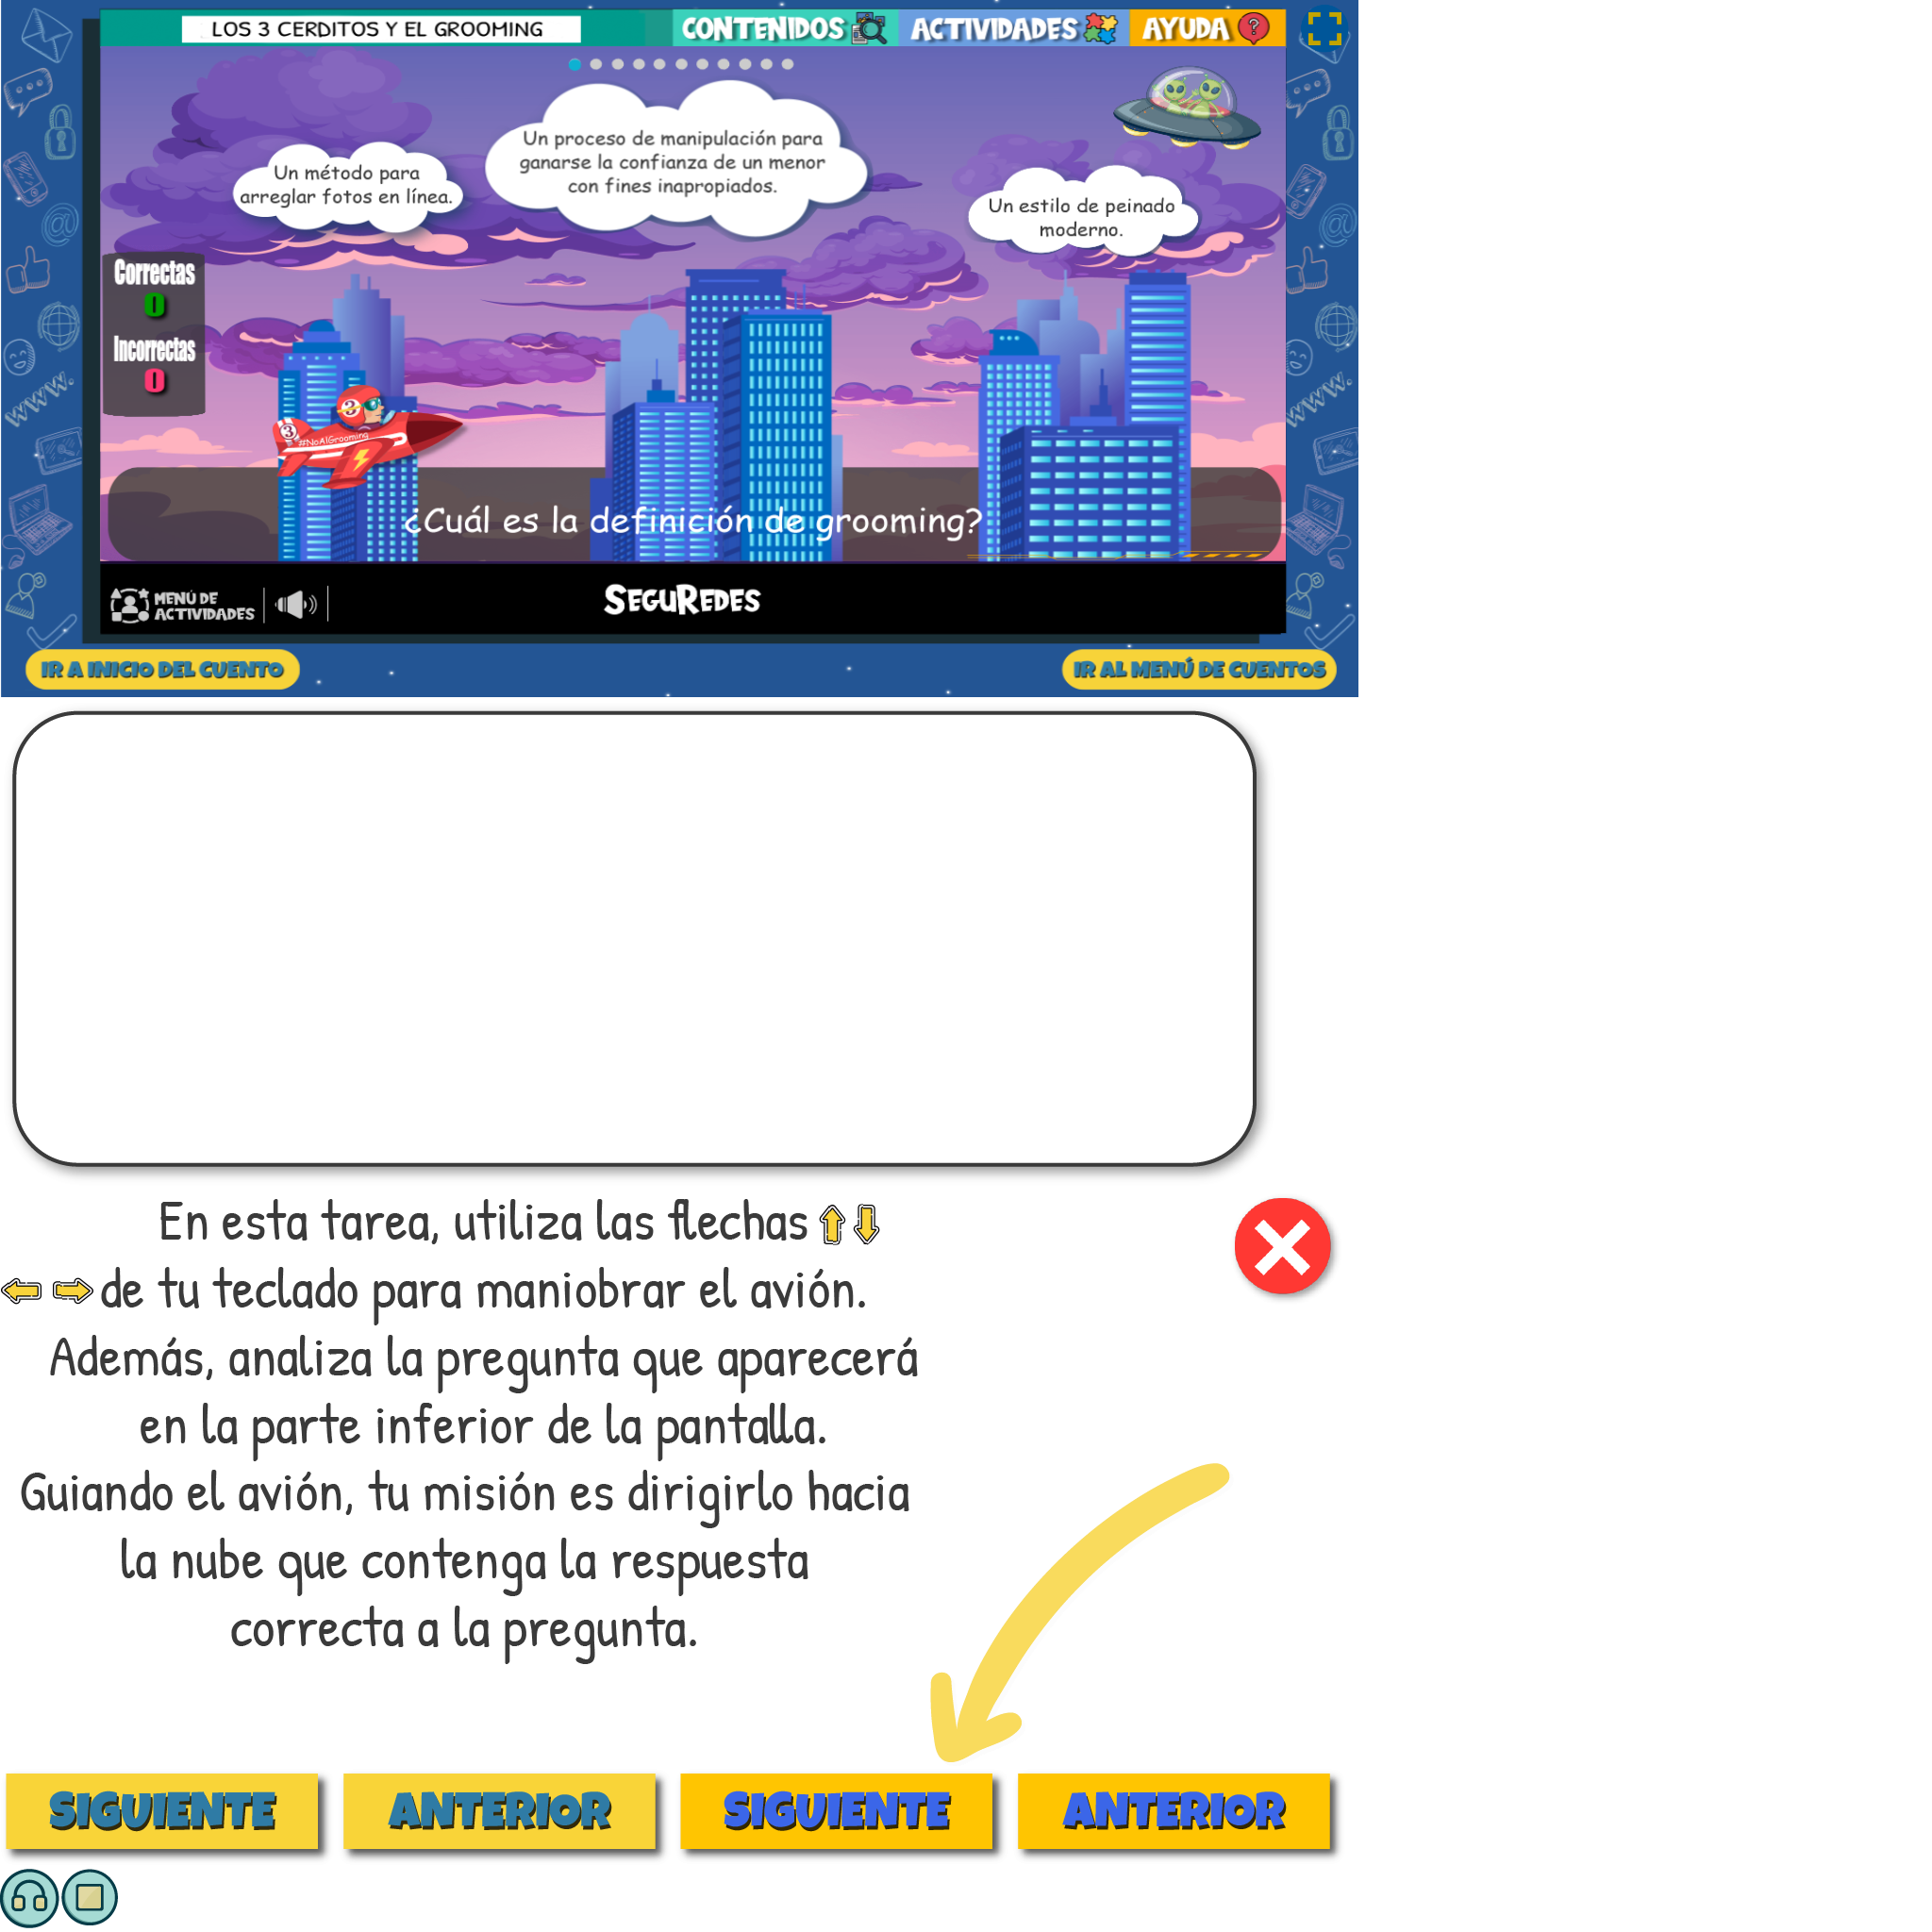 LOS 3 CERDITOS Y EL GROOMING
CONTENIDOS
ACTIVIDADES
AYUDA
Un proceso de manipulación para
ganarse la confianza de un menor
con fines inapropiados.
Un método para
arreglar fotos en línea.
Un estilo de peinado
moderno.
Correctas
0
Incorrectas
0
www.
www.
3
3
#NoAlGrooming
¿Cuál es la definición de grooming?
MENÚ DE
ACTIVIDADES
SEGUREDES
IR A INICIO DEL CUENTO
IR AL MENÚ DE CUENTOS
En esta tarea, utiliza las flechas
de tu teclado para maniobrar el avión.
Además, analiza la pregunta que aparecerá
en la parte inferior de la pantalla.
Guiando el avión, tu misión es dirigirlo hacia
la nube que contenga la respuesta
correcta a la pregunta.
SIGUIENTE
ANTERIOR
SIGUIENTE
ANTERIOR